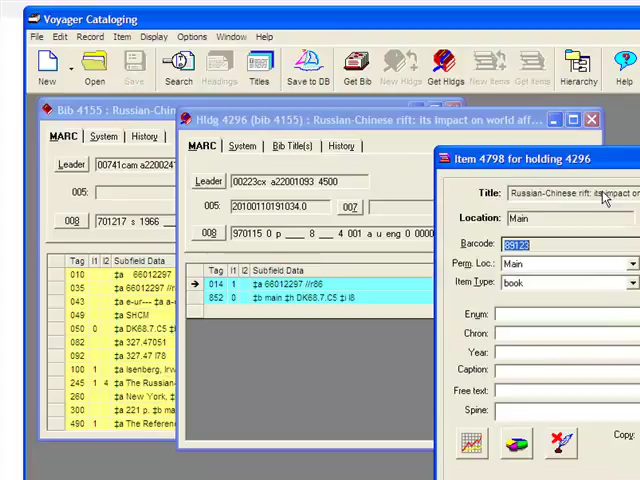 Voyager Cataloging
File Edit Record Item Display Options Window Help
New Open Save Search Headings Titles Save to DB Get Bib New Hldgs Get Hldgs New Items Get Items Hierarchy Help
Bib 4155 : Russian-Chin
MARC System History
Leader 00741cam a2200241
005:
008 701217 s 1966
Tag I1 I2 Subfield Data
010 ‡a 66012297
035 ‡a 66012297 //r86
043 ‡a e-ur--- ‡a a-
049 ‡a SHCM
050 0 ‡a DK68.7.C5 ‡
082 ‡a 327.47051
092 ‡a 327.47 I78
100 1 ‡a Isenberg, Irw
245 1 4 ‡a The Russian-
260 ‡a New York, ‡
300 ‡a 221 p. ‡b m
490 1 ‡a The Referenc
Hldg 4296 (bib 4155) : Russian-Chinese rift: its impact on world aff...
MARC System Bib Title(s) History
Leader 00223cx a22001093 4500
005: 20100110191034.0 007
008 970115 0 p ___ 8 ___ 4 001 a u eng 0 0000
Tag I1 I2 Subfield Data
014 1 ‡a 66012297 //r86
852 0 ‡b main ‡h DK68.7.C5 ‡i I8
Item 4798 for holding 4296
Title: Russian-Chinese rift: its impact on
Location: Main
Barcode: 89123
Perm. Loc.: Main
Item Type: book
Enum:
Chron:
Year:
Caption:
Free text:
Spine:
Copy: